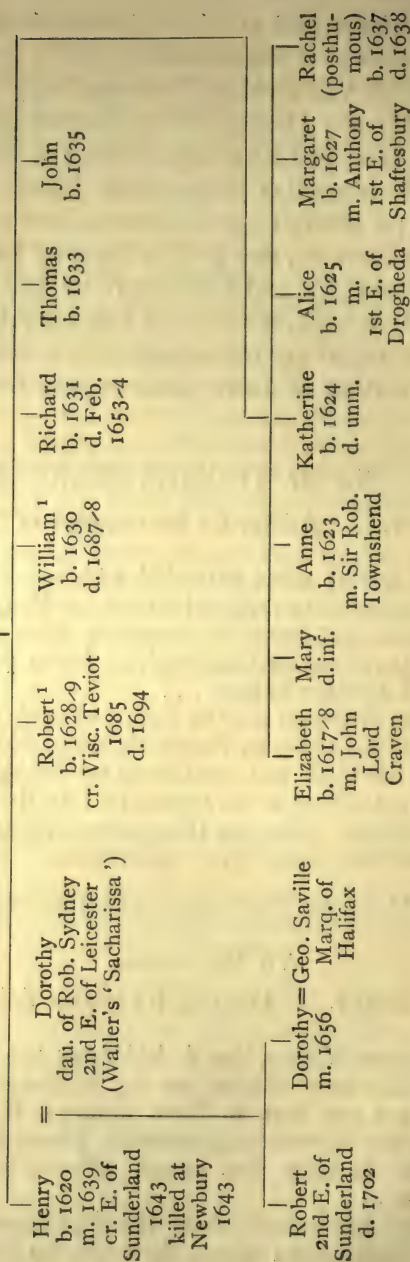 Henry
b. 1620
m. 1639
cr. E. of
Sunderland
1643
killed at
Newbury
1643
=
Dorothy
dau. of Rob. Sydney
2nd E. of Leicester
(Waller's ‘ Sacharissa ’)
Robert ¹
b. 1628/9
cr. Visc. Teviot
1685
d. 1694
William ¹
b. 1630
d. 1687/8
Richard
b. 1631
d. Feb.
1653/4
Thomas
b. 1633
John
b. 1635
Robert
2nd E. of
Sunderland
d. 1702
Dorothy=Geo. Saville
m. 1656 Marq. of
Halifax
Elizabeth
b. 1617/8
m. John
Lord
Craven
Mary
d. inf.
Anne
b. 1623
m. Sir Rob.
Townshend
Katherine
b. 1624
d. unm.
Alice
b. 1625
m.
1st E. of
Drogheda
Margaret
b. 1627
m. Anthony
1st E. of
Shaftesbury
Rachel
(posthu-
mous)
b. 1637
d. 1638